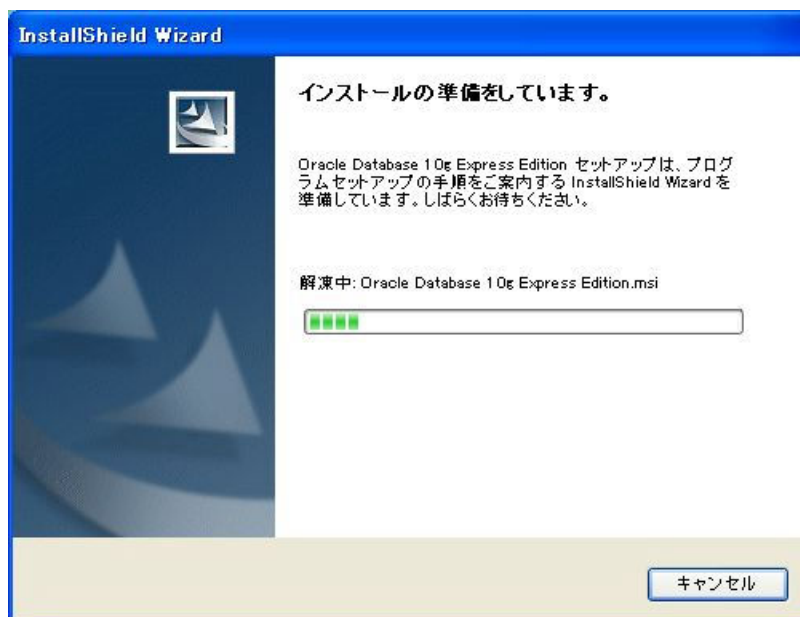 InstallShield Wizard
インストールの準備をしています。
Oracle Database 10g Express Edition セットアップは、プログ
ラムセットアップの手順をご案内する InstallShield Wizard を
準備しています。しばらくお待ちください。
解凍中: Oracle Database 10g Express Edition.msi
キャンセル